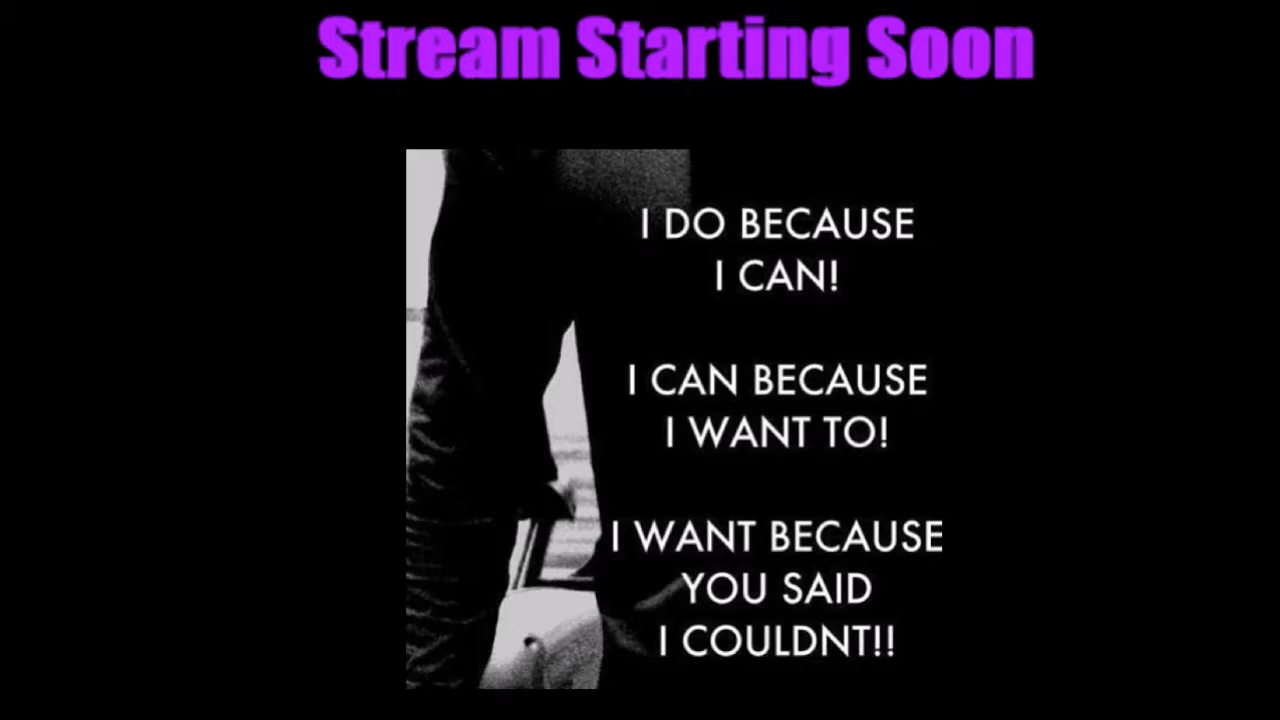 Stream Starting Soon
I DO BECAUSE
I CAN!
I CAN BECAUSE
I WANT TO!
I WANT BECAUSE
YOU SAID
I COULDNT!!